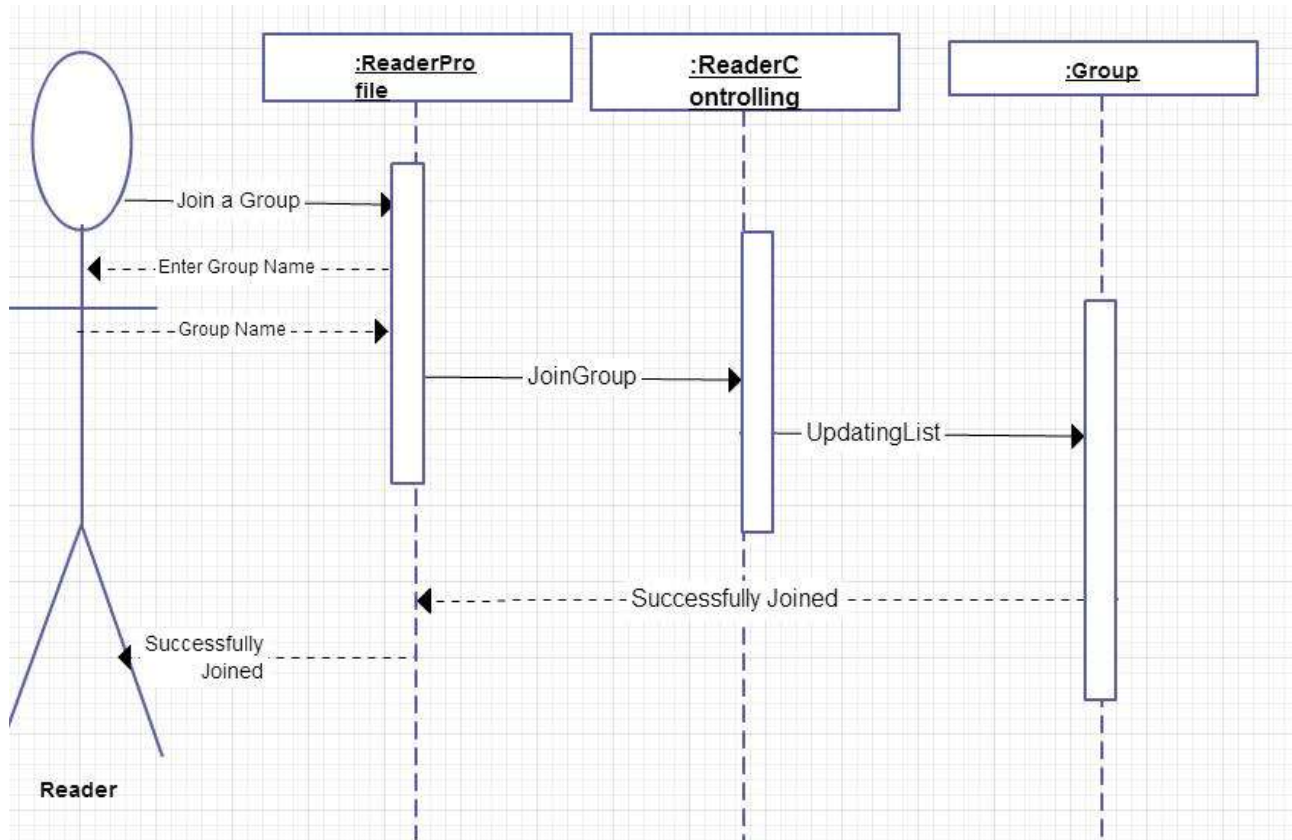 :ReaderPro
file
:ReaderC
ontrolling
:Group
Join a Group
Enter Group Name
Group Name
JoinGroup
UpdatingList
Successfully Joined
Successfully
Joined
Reader